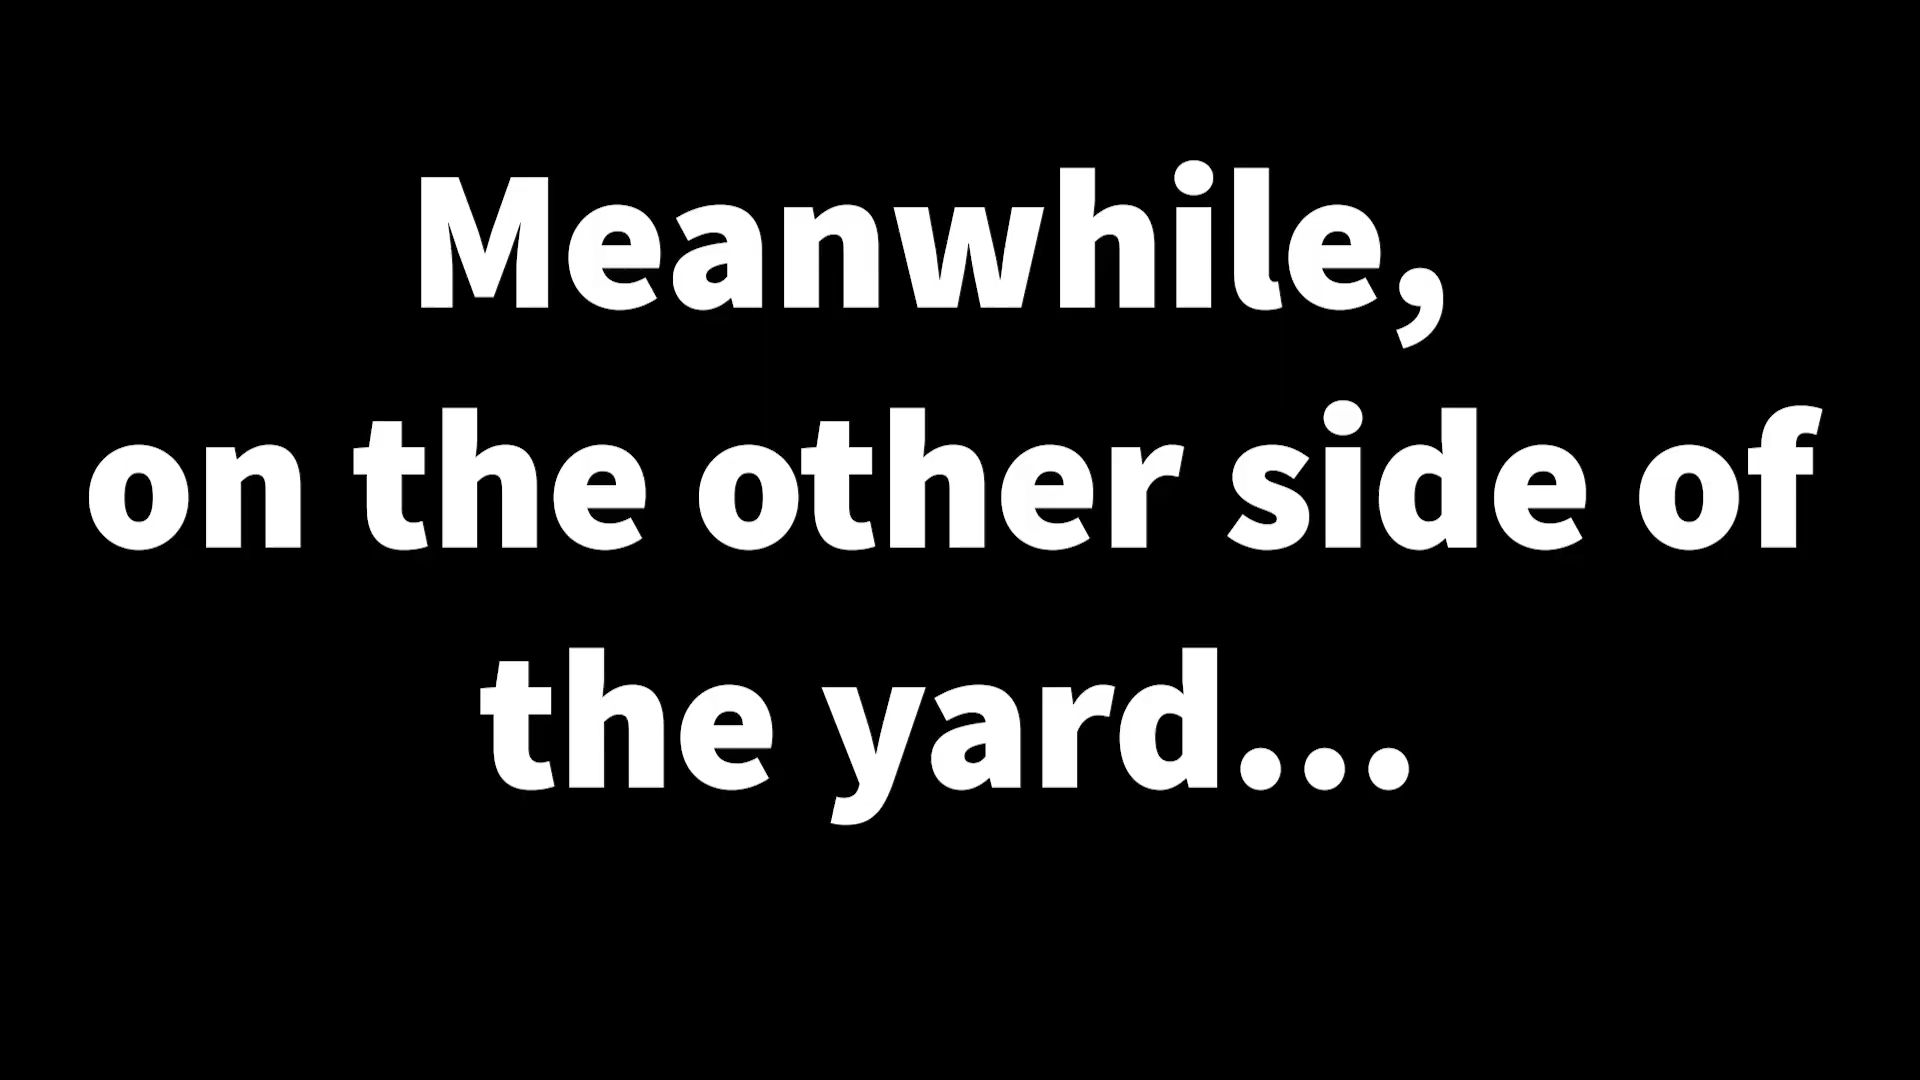 Meanwhile,
on the other side of
the yard...